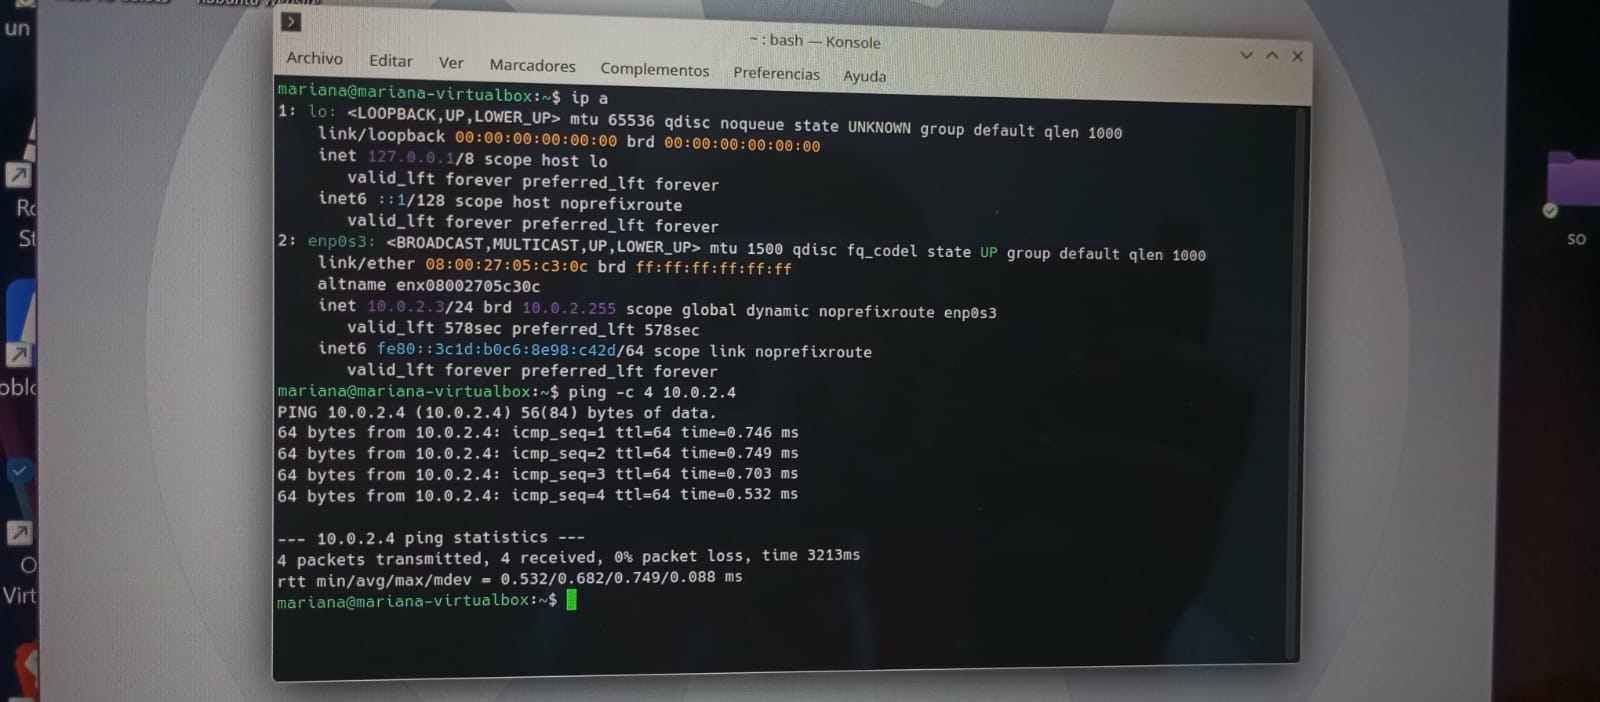 un
~ : bash — Konsole
Archivo Editar Ver Marcadores Complementos Preferencias Ayuda
mariana@mariana-virtualbox:~$ ip a
1: lo: <LOOPBACK,UP,LOWER_UP> mtu 65536 qdisc noqueue state UNKNOWN group default qlen 1000
link/loopback 00:00:00:00:00:00 brd 00:00:00:00:00:00
inet 127.0.0.1/8 scope host lo
valid_lft forever preferred_lft forever
inet6 ::1/128 scope host noprefixroute
valid_lft forever preferred_lft forever
2: enp0s3: <BROADCAST,MULTICAST,UP,LOWER_UP> mtu 1500 qdisc fq_codel state UP group default qlen 1000
link/ether 08:00:27:05:c3:0c brd ff:ff:ff:ff:ff:ff
altname enx08002705c30c
inet 10.0.2.3/24 brd 10.0.2.255 scope global dynamic noprefixroute enp0s3
valid_lft 578sec preferred_lft 578sec
inet6 fe80::3c1d:b0c6:8e98:c42d/64 scope link noprefixroute
valid_lft forever preferred_lft forever
mariana@mariana-virtualbox:~$ ping -c 4 10.0.2.4
PING 10.0.2.4 (10.0.2.4) 56(84) bytes of data.
64 bytes from 10.0.2.4: icmp_seq=1 ttl=64 time=0.746 ms
64 bytes from 10.0.2.4: icmp_seq=2 ttl=64 time=0.749 ms
64 bytes from 10.0.2.4: icmp_seq=3 ttl=64 time=0.703 ms
64 bytes from 10.0.2.4: icmp_seq=4 ttl=64 time=0.532 ms
--- 10.0.2.4 ping statistics ---
4 packets transmitted, 4 received, 0% packet loss, time 3213ms
rtt min/avg/max/mdev = 0.532/0.682/0.749/0.088 ms
mariana@mariana-virtualbox:~$
Ro
St
oblo
O
Virt
so